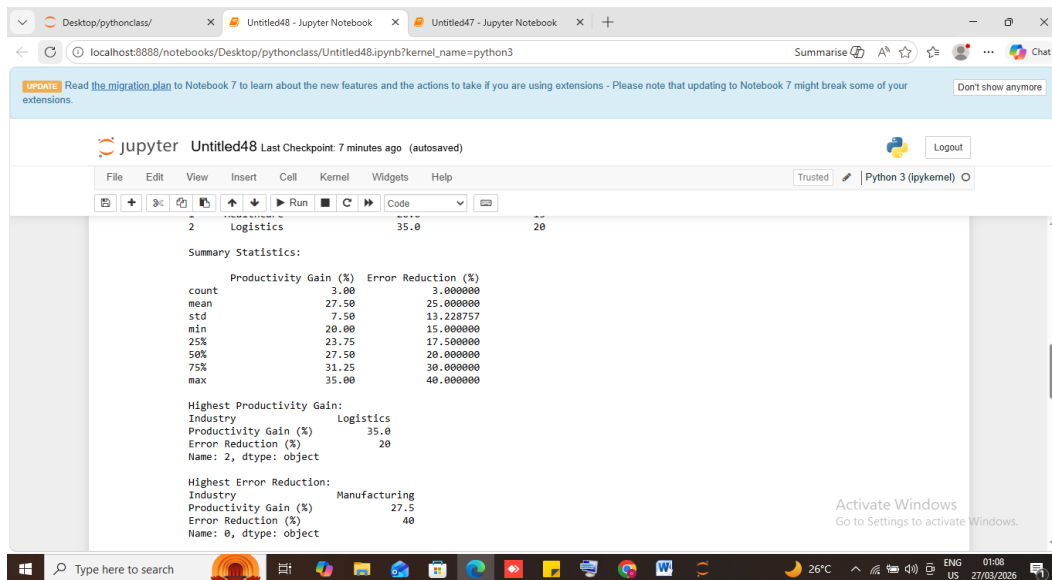 Desktop/pythonclass/
Untitled48 - Jupyter Notebook
Untitled47 - Jupyter Notebook
localhost:8888/notebooks/Desktop/pythonclass/Untitled48.ipynb?kernel_name=python3
Summarise
Chat
UPDATE Read the migration plan to Notebook 7 to learn about the new features and the actions to take if you are using extensions - Please note that updating to Notebook 7 might break some of your
extensions.
Don't show anymore
jupyter Untitled48 Last Checkpoint: 7 minutes ago (autosaved)
Logout
File Edit View Insert Cell Kernel Widgets Help
Trusted Python 3 (ipykernel)
Run Code
2 Logistics 35.0 20
Summary Statistics:
Productivity Gain (%) Error Reduction (%)
count 3.00 3.000000
mean 27.50 25.000000
std 7.50 13.228757
min 20.00 15.000000
25% 23.75 17.500000
50% 27.50 20.000000
75% 31.25 30.000000
max 35.00 40.000000
Highest Productivity Gain:
Industry Logistics
Productivity Gain (%) 35.0
Error Reduction (%) 20
Name: 2, dtype: object
Highest Error Reduction:
Industry Manufacturing
Productivity Gain (%) 27.5
Error Reduction (%) 40
Name: 0, dtype: object
Activate Windows
Go to Settings to activate Windows.
Type here to search
26°C
ENG
US
01:08
27/03/2026
1